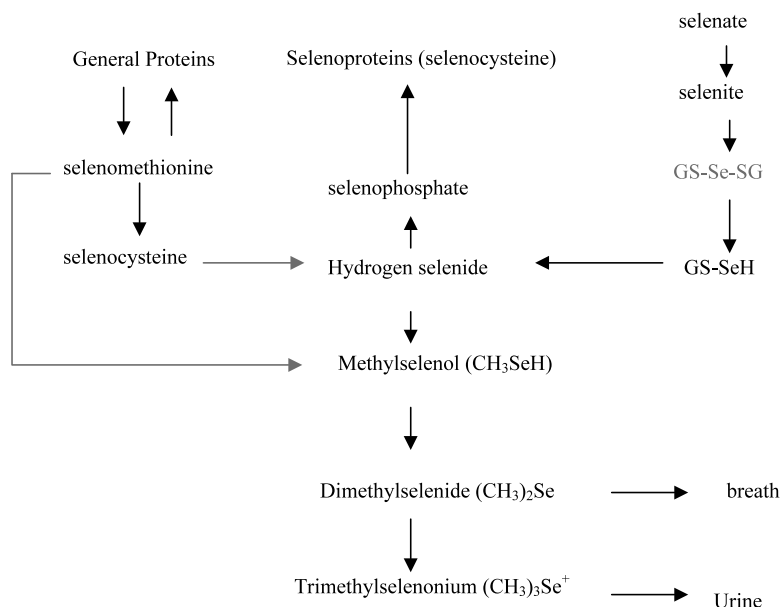 selenate
General Proteins
Selenoproteins (selenocysteine)
selenite
selenomethionine
GS-Se-SG
selenophosphate
selenocysteine
Hydrogen selenide
GS-SeH
Methylselenol (CH₃SeH)
Dimethylselenide (CH₃)₂Se
breath
Trimethylselenonium (CH₃)₃Se⁺
Urine